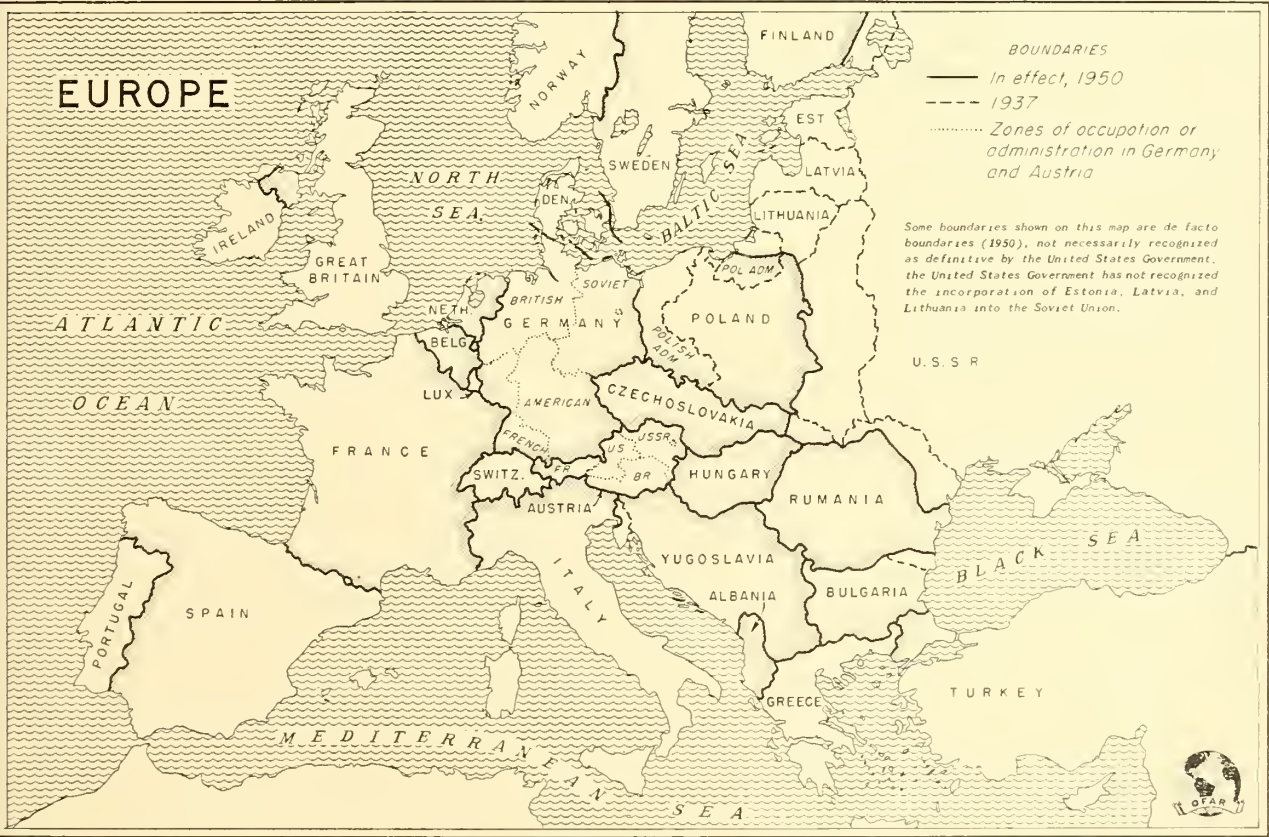 EUROPE
BOUNDARIES
In effect, 1950
1937
Zones of occupation or
administration in Germany
and Austria
Some boundaries shown on this map are de facto
boundaries (1950), not necessarily recognized
as definitive by the United States Government,
the United States Government has not recognized
the incorporation of Estonia, Latvia, and
Lithuania into the Soviet Union.
FINLAND
NORWAY
SWEDEN
EST
LATVIA
LITHUANIA
BALTIC SEA
NORTH
SEA
DEN
IRELAND
GREAT
BRITAIN
ATLANTIC
OCEAN
NETH.
BELG
LUX
BRITISH
SOVIET
GERMANY
AMERICAN
FRENCH
POL ADM
POLAND
POLISH
ADM
U.S.S R
CZECHOSLOVAKIA
FRANCE
SWITZ.
FR
US
USSR
BR
AUSTRIA
HUNGARY
RUMANIA
YUGOSLAVIA
ALBANIA
BULGARIA
BLACK SEA
ITALY
PORTUGAL
SPAIN
GREECE
TURKEY
MEDITERRANEAN
SEA
OFAR